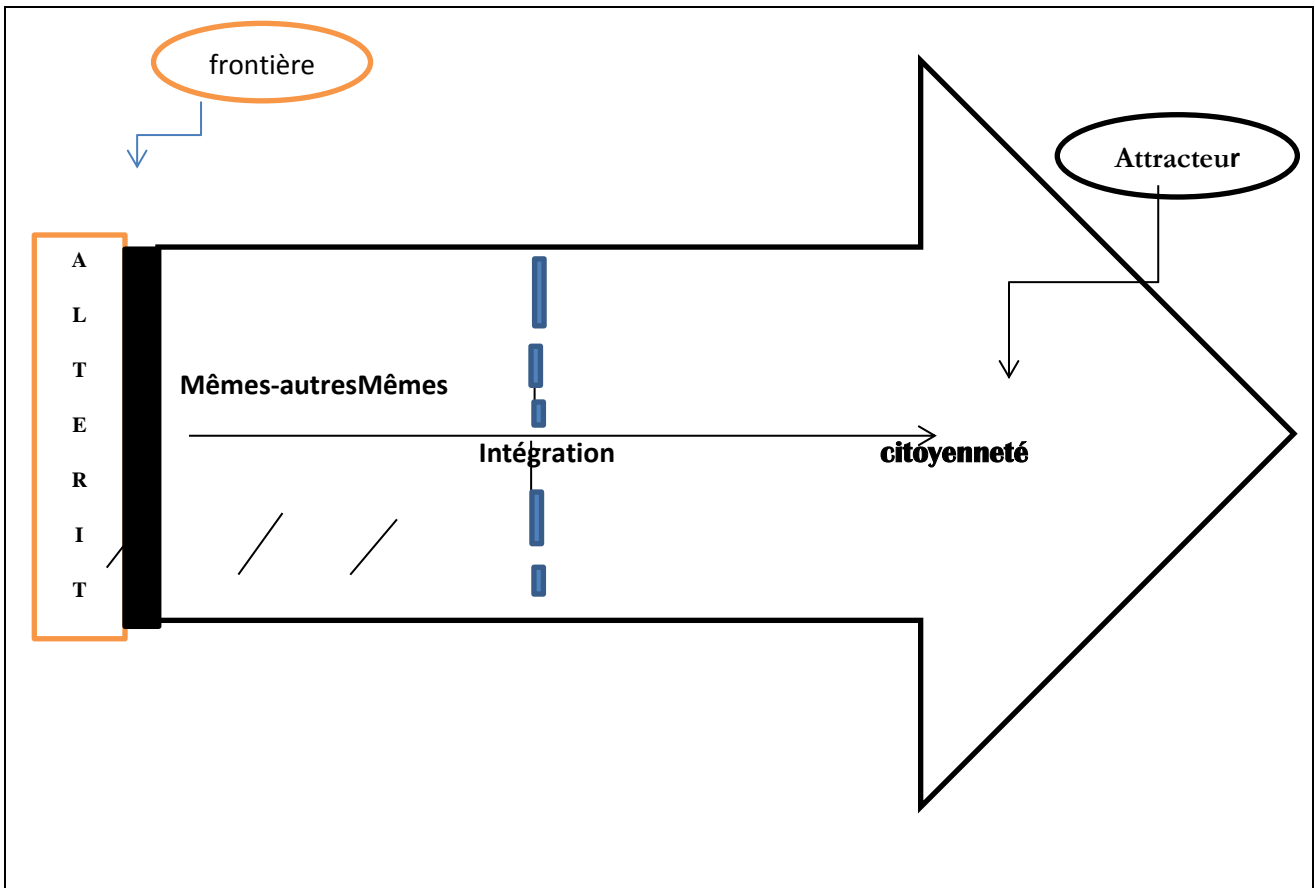 frontière
Attracteur
A
L
T
E
R
I
T
Mêmes-autresMêmes
Intégration
citoyenneté